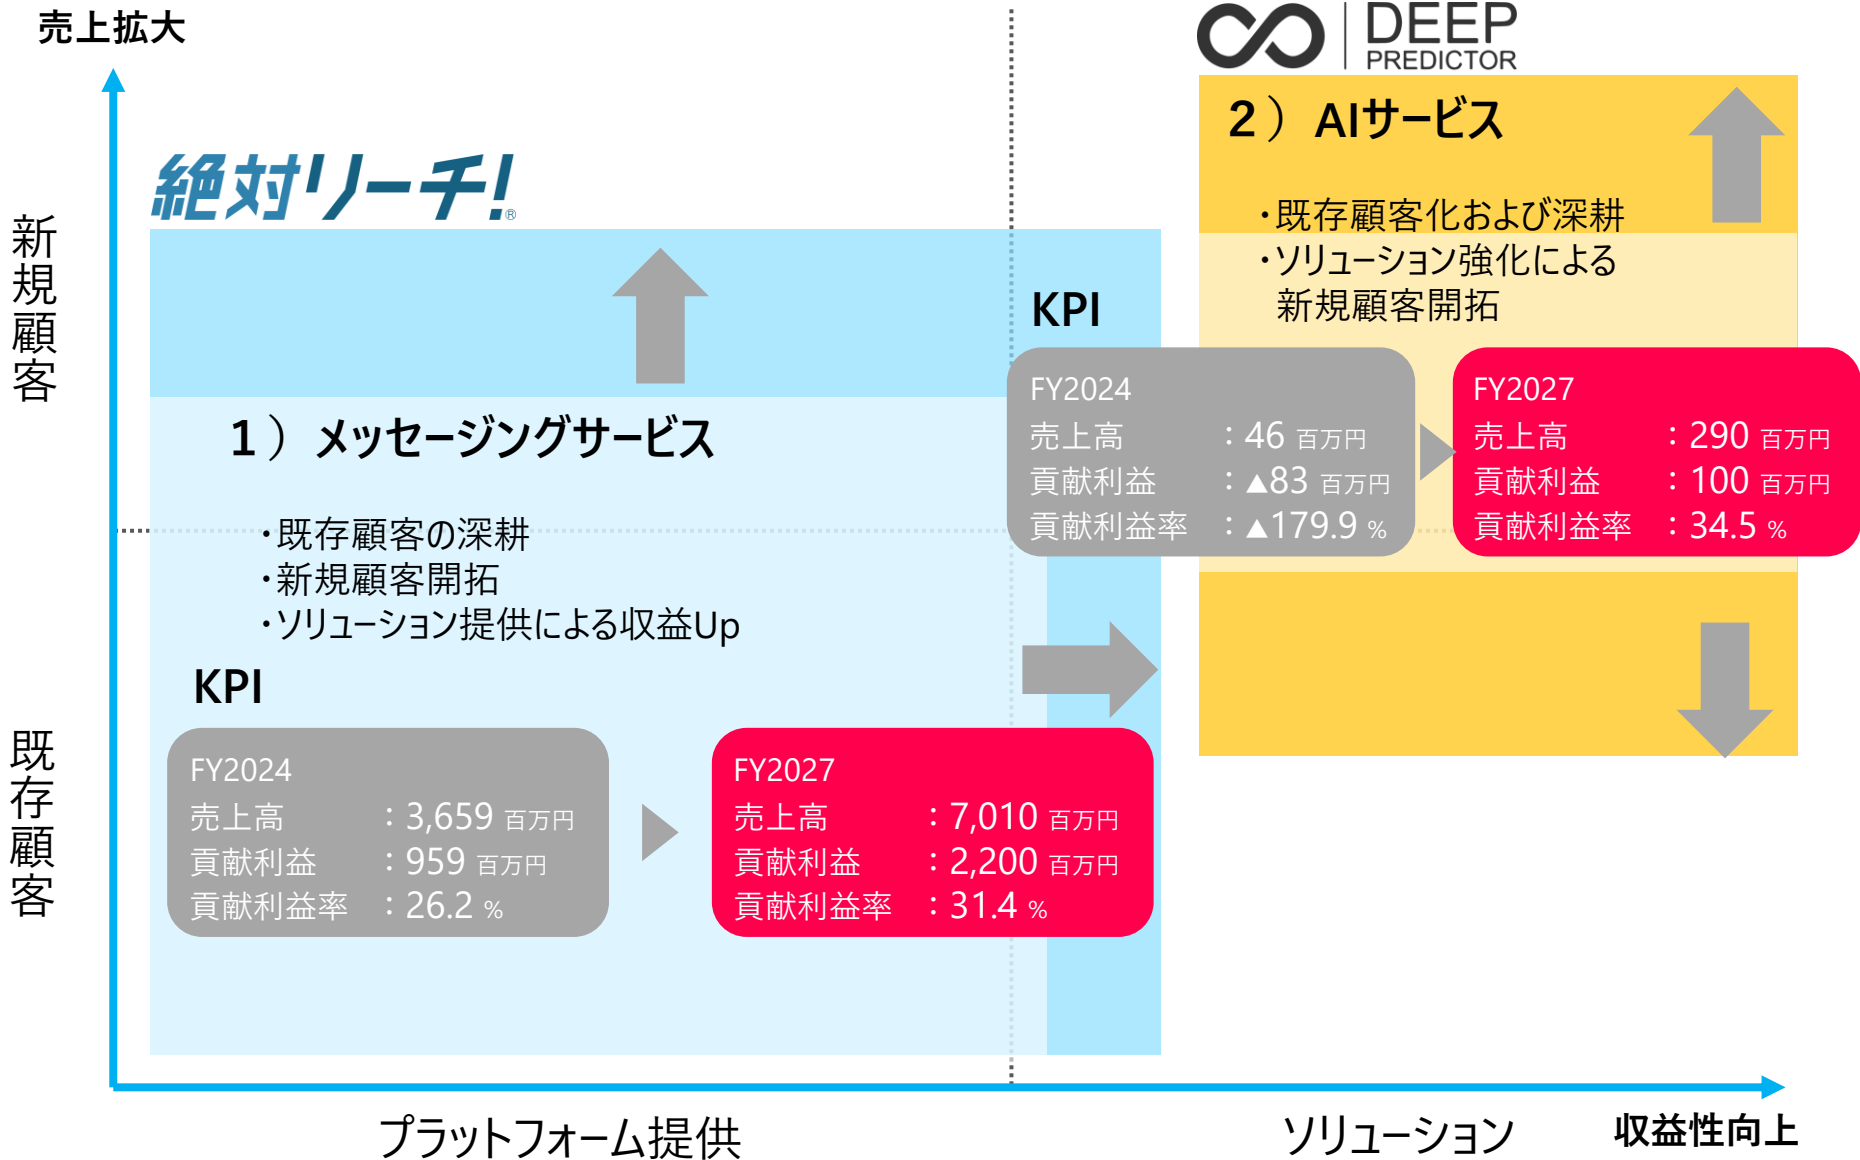 売上拡大
DEEP
PREDICTOR
2）AIサービス
・既存顧客化および深耕
・ソリューション強化による
新規顧客開拓
絶対リーチ!®
新規顧客
KPI
FY2024
売上高 ：46 百万円
貢献利益 ：▲83 百万円
貢献利益率 ：▲179.9 %
FY2027
売上高 ：290 百万円
貢献利益 ：100 百万円
貢献利益率 ：34.5 %
1）メッセージングサービス
・既存顧客の深耕
・新規顧客開拓
・ソリューション提供による収益Up
KPI
既存顧客
FY2024
売上高 ：3,659 百万円
貢献利益 ：959 百万円
貢献利益率 ：26.2 %
FY2027
売上高 ：7,010 百万円
貢献利益 ：2,200 百万円
貢献利益率 ：31.4 %
プラットフォーム提供
ソリューション
収益性向上